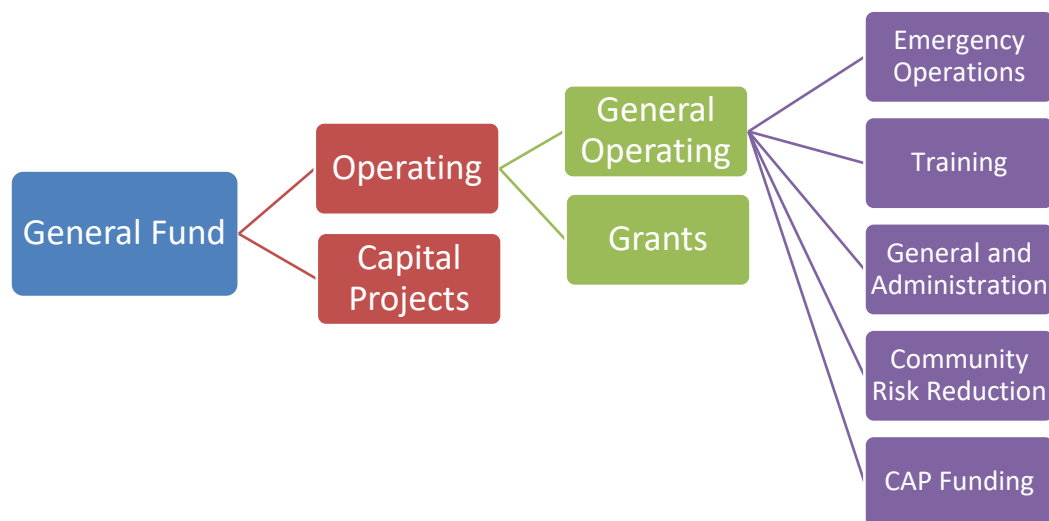 General Fund
Operating
Capital
Projects
General
Operating
Grants
Emergency
Operations
Training
General and
Administration
Community
Risk Reduction
CAP Funding